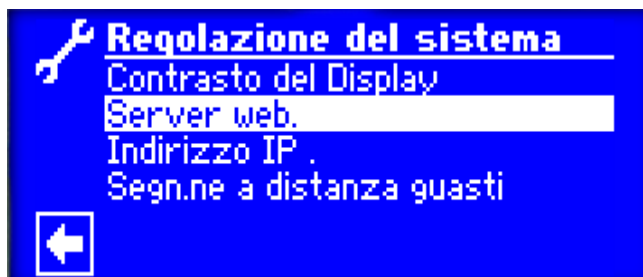 Regolazione del sistema
Contrasto del Display
Server web.
Indirizzo IP .
Segn.ne a distanza guasti